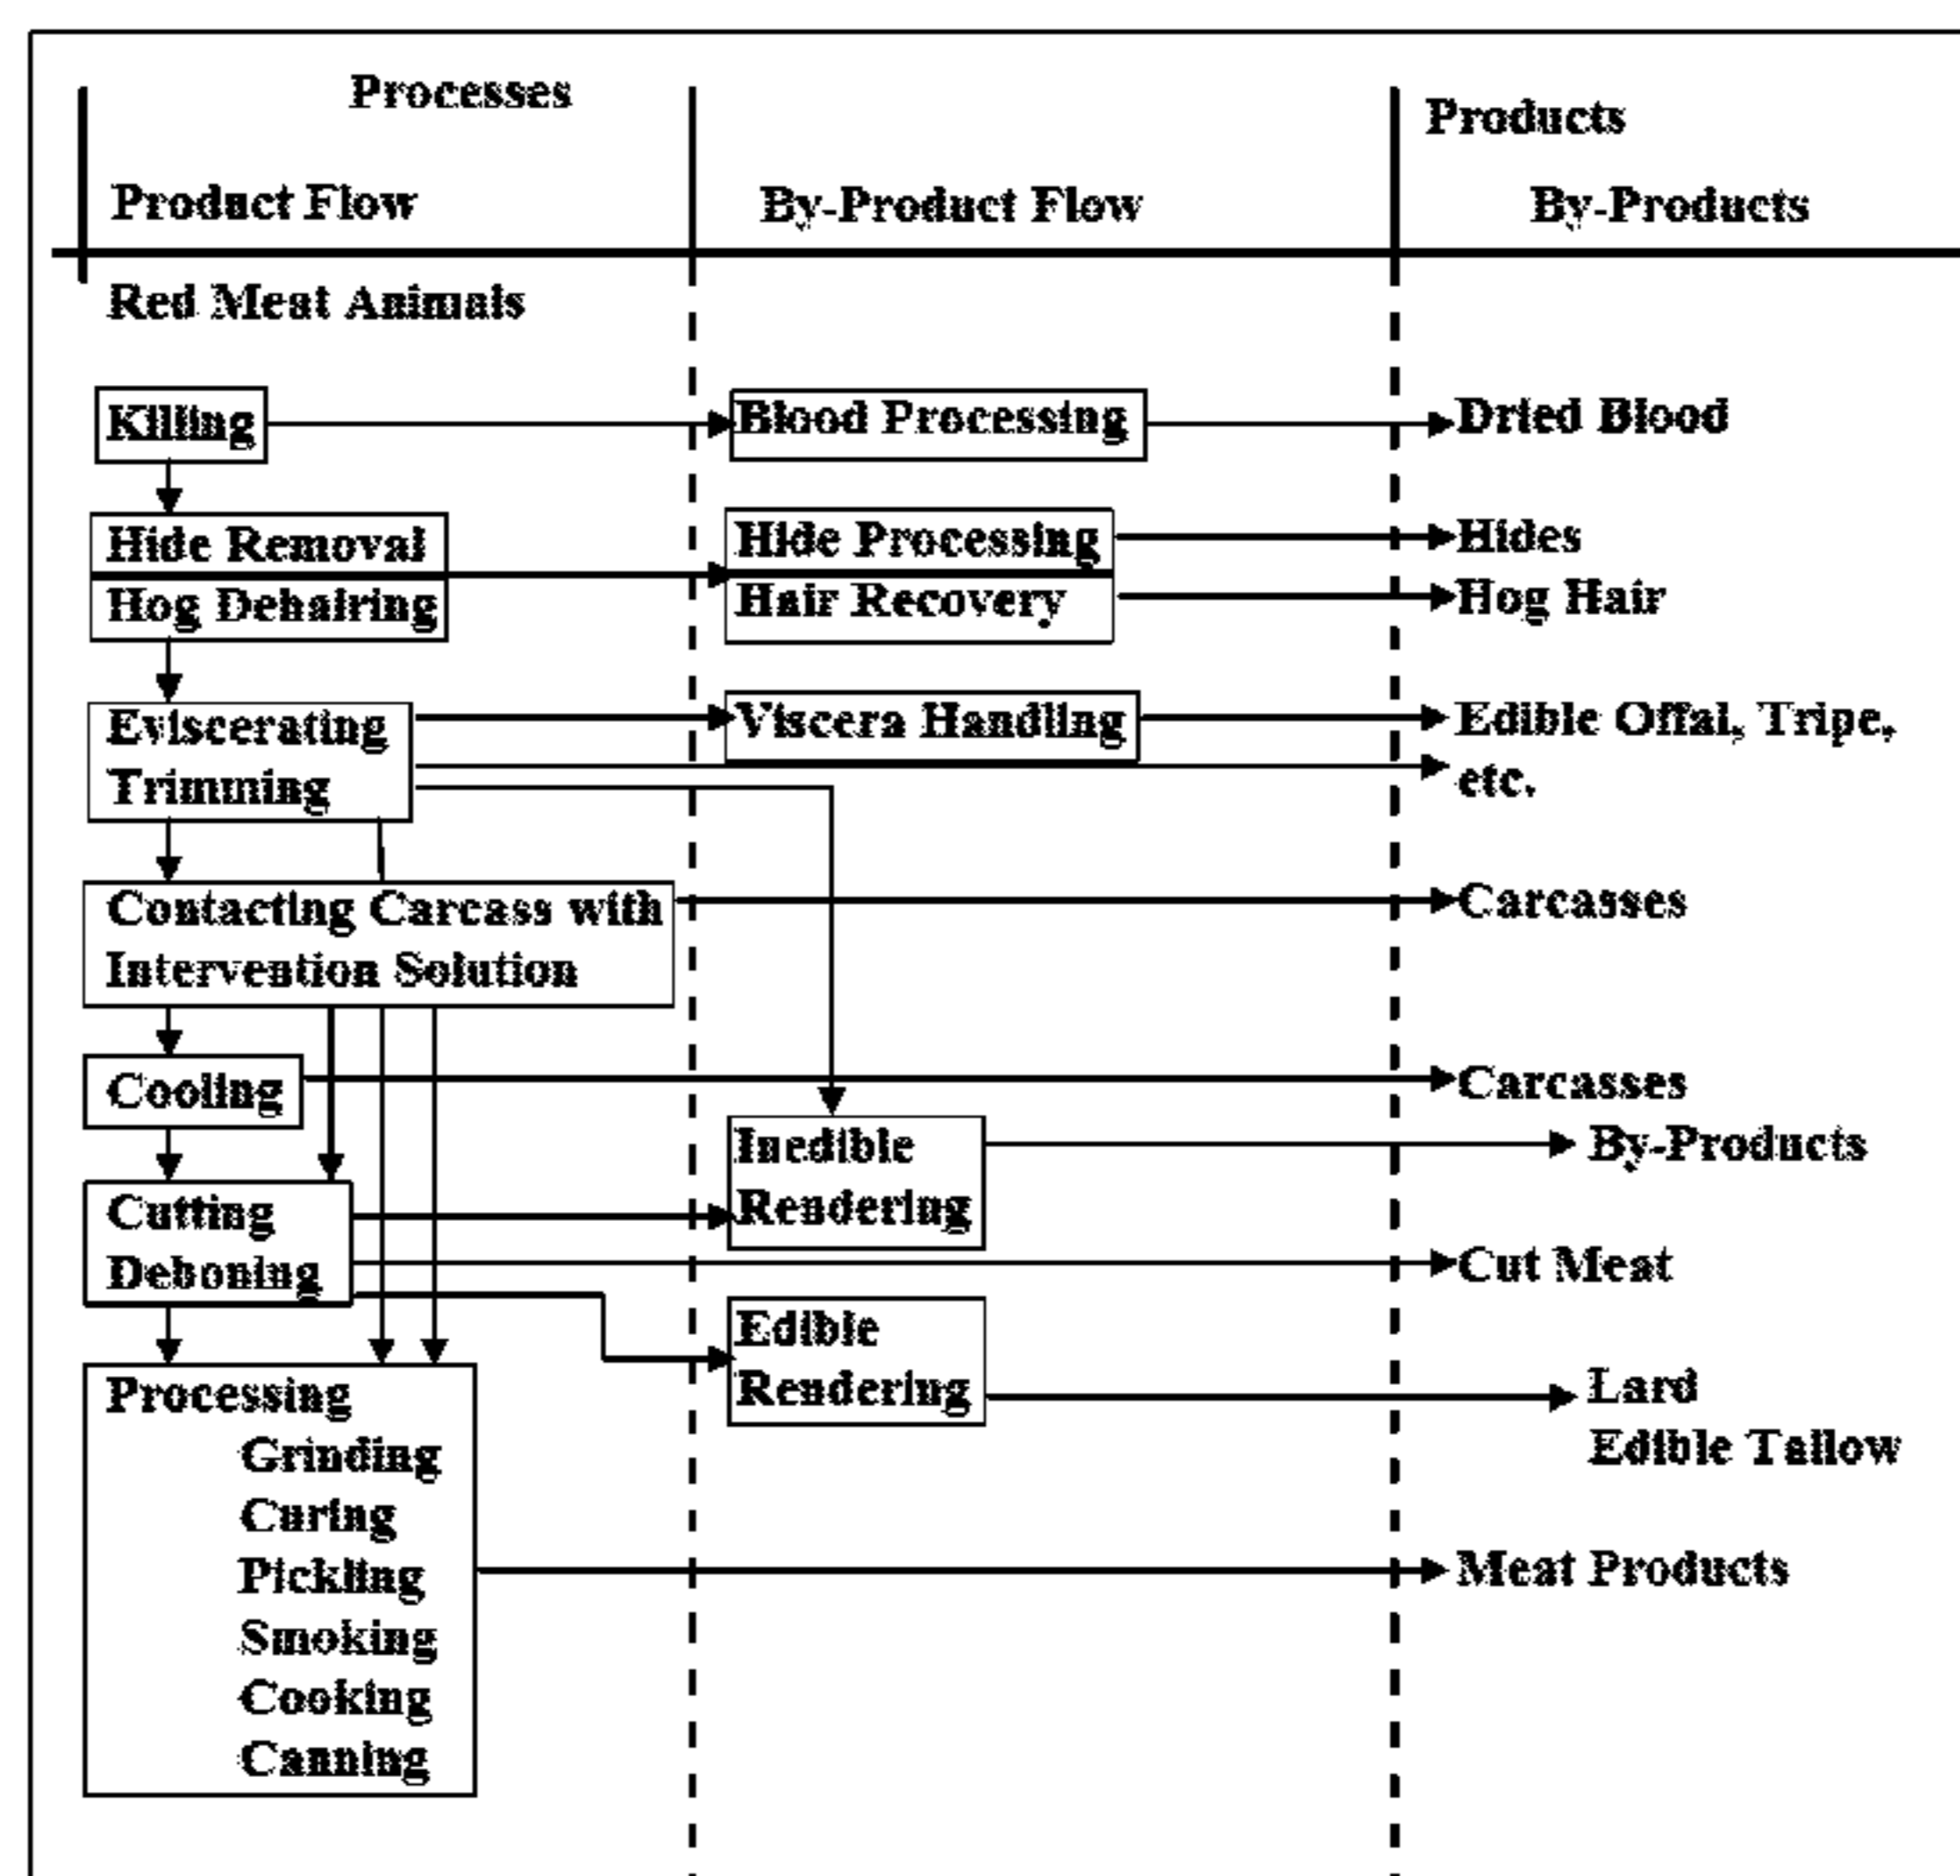 Processes
Products
Product Flow
By-Product Flow
By-Products
Red Meat Animals
Killing
Blood Processing
Dried Blood
Hide Removal
Hide Processing
Hides
Hog Dehairing
Hair Recovery
Hog Hair
Eviscerating
Trimming
Viscera Handling
Edible Offal, Tripe,
etc.
Contacting Carcass with
Intervention Solution
Carcasses
Cooling
Carcasses
Inedible
Rendering
By-Products
Cutting
Deboning
Cut Meat
Edible
Rendering
Lard
Edible Tallow
Processing
Grinding
Curing
Pickling
Smoking
Cooking
Canning
Meat Products